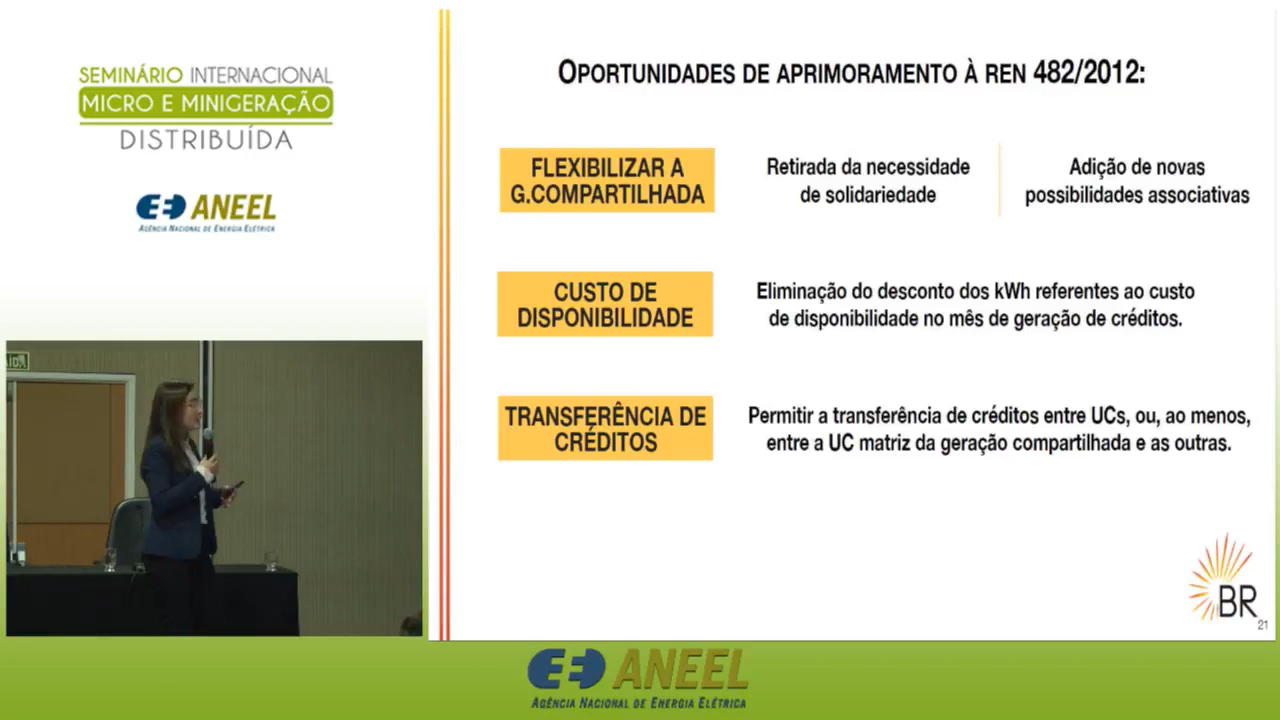 SEMINÁRIO INTERNACIONAL
MICRO E MINIGERAÇÃO
DISTRIBUÍDA
ANEEL
AGÊNCIA NACIONAL DE ENERGIA ELÉTRICA
OPORTUNIDADES DE APRIMORAMENTO À REN 482/2012:
FLEXIBILIZAR A
G.COMPARTILHADA
Retirada da necessidade
de solidariedade
Adição de novas
possibilidades associativas
CUSTO DE
DISPONIBILIDADE
Eliminação do desconto dos kWh referentes ao custo
de disponibilidade no mês de geração de créditos.
TRANSFERÊNCIA DE
CRÉDITOS
Permitir a transferência de créditos entre UCs, ou, ao menos,
entre a UC matriz da geração compartilhada e as outras.
BR
21
ANEEL
AGÊNCIA NACIONAL DE ENERGIA ELÉTRICA